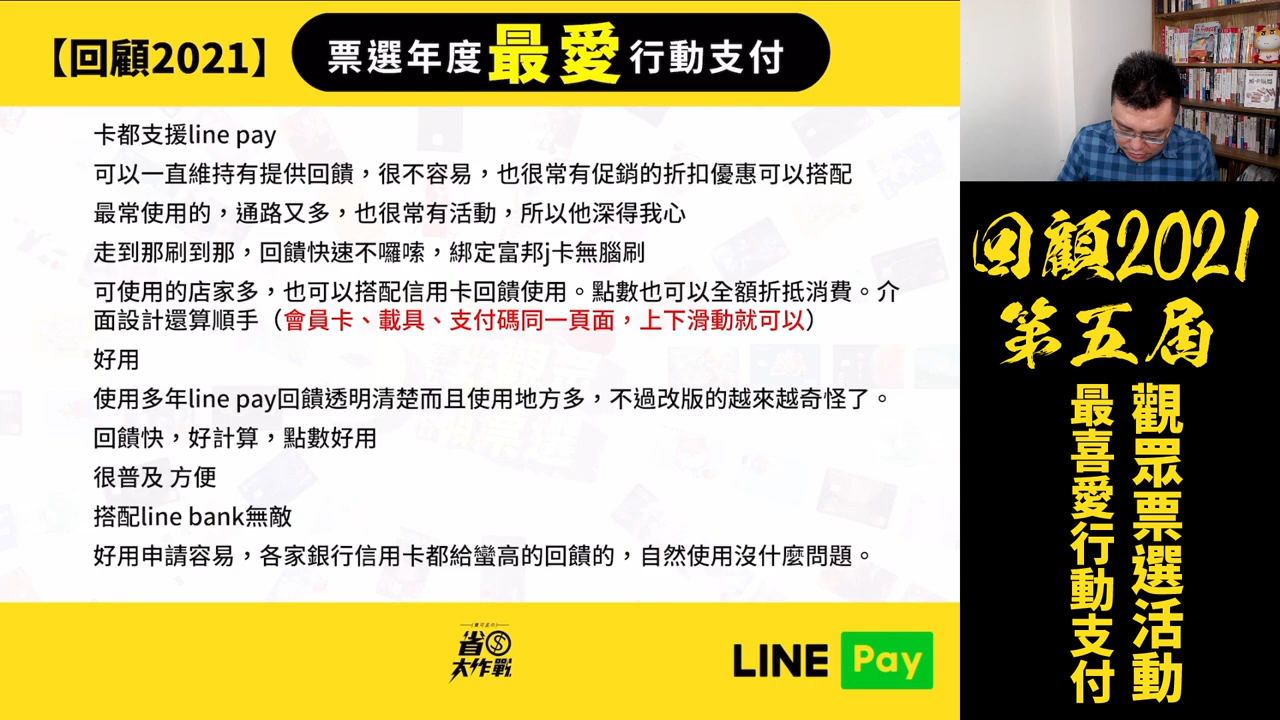 【回顧2021】
票選年度最愛行動支付
卡都支援line pay
可以一直維持有提供回饋，很不容易，也很常有促銷的折扣優惠可以搭配
最常使用的，通路又多，也很常有活動，所以他深得我心
走到那刷到那，回饋快速不囉嗦，綁定富邦j卡無腦刷
可使用的店家多，也可以搭配信用卡回饋使用。點數也可以全額折抵消費。介
面設計還算順手（會員卡、載具、支付碼同一頁面，上下滑動就可以）
好用
使用多年line pay回饋透明清楚而且使用地方多，不過改版的越來越奇怪了。
回饋快，好計算，點數好用
很普及 方便
搭配line bank無敵
好用申請容易，各家銀行信用卡都給蠻高的回饋的，自然使用沒什麼問題。
省
大作戰
LINE Pay
回顧2021
第五屆
觀眾票選活動
最喜愛行動支付